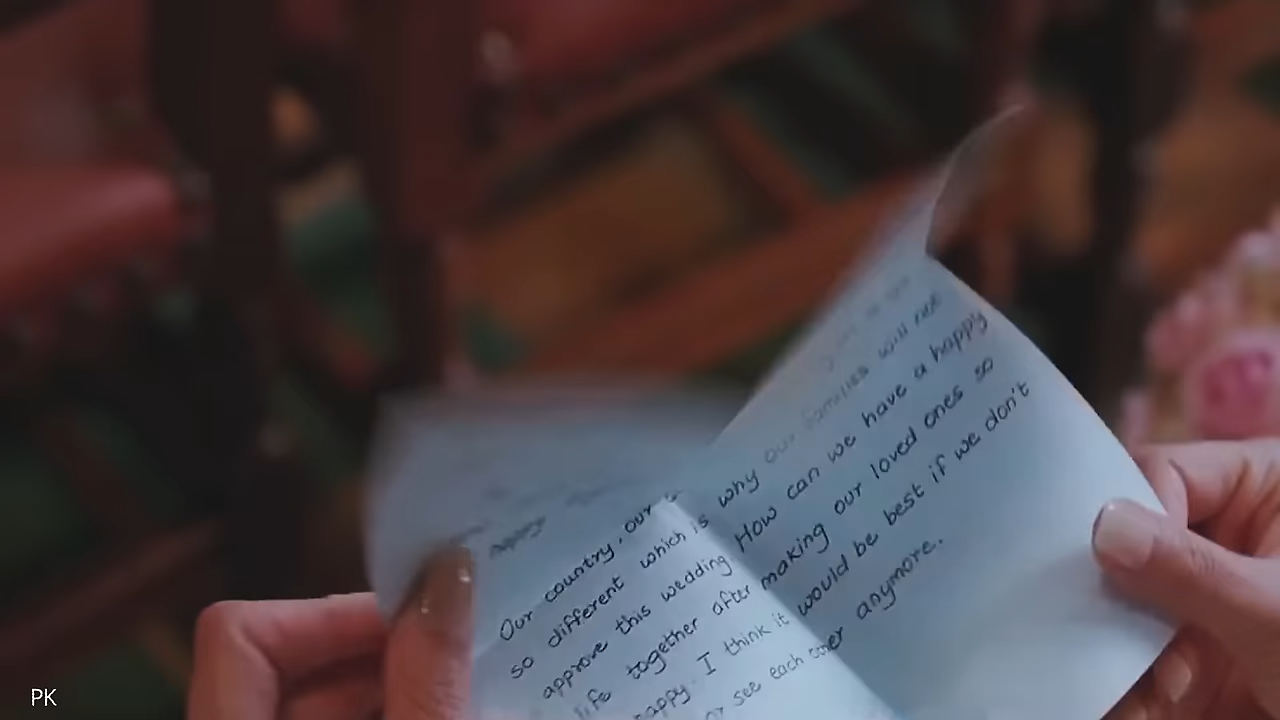 Our country, our
so different which is why our families will not
approve this wedding How can we have a happy
life together after making our loved ones so
appy. I think it would be best if we don't
or see each other anymore.
PK